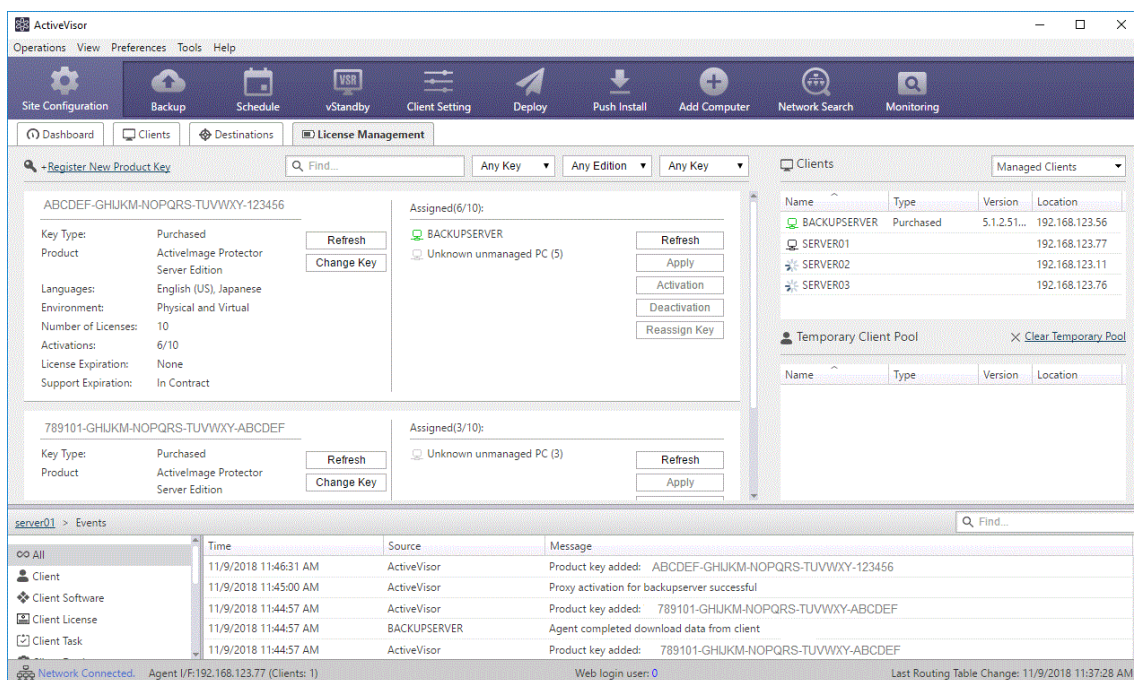 ActiveVisor
Operations View Preferences Tools Help
VSR
Site Configuration Backup Schedule vStandby Client Setting Deploy Push Install Add Computer Network Search Monitoring
Dashboard Clients Destinations License Management
+Register New Product Key Find... Any Key Any Edition Any Key Clients Managed Clients
ABCDEF-GHIJKM-NOPQRS-TUVWXY-123456
Key Type: Purchased
Product ActiveImage Protector
Server Edition
Languages: English (US), Japanese
Environment: Physical and Virtual
Number of Licenses: 10
Activations: 6/10
License Expiration: None
Support Expiration: In Contract
Refresh
Change Key
Assigned(6/10):
BACKUPSERVER
Unknown unmanaged PC (5)
Refresh
Apply
Activation
Deactivation
Reassign Key
Name Type Version Location
BACKUPSERVER Purchased 5.1.2.51... 192.168.123.56
SERVER01 192.168.123.77
SERVER02 192.168.123.11
SERVER03 192.168.123.76
Temporary Client Pool Clear Temporary Pool
Name Type Version Location
789101-GHIJKM-NOPQRS-TUVWXY-ABCDEF
Key Type: Purchased
Product ActiveImage Protector
Server Edition
Refresh
Change Key
Assigned(3/10):
Unknown unmanaged PC (3)
Refresh
Apply
server01 > Events Find...
All
Client
Client Software
Client License
Client Task
Time Source Message
11/9/2018 11:46:31 AM ActiveVisor Product key added: ABCDEF-GHIJKM-NOPQRS-TUVWXY-123456
11/9/2018 11:45:00 AM ActiveVisor Proxy activation for backupserver successful
11/9/2018 11:44:57 AM ActiveVisor Product key added: 789101-GHIJKM-NOPQRS-TUVWXY-ABCDEF
11/9/2018 11:44:57 AM BACKUPSERVER Agent completed download data from client
11/9/2018 11:44:57 AM ActiveVisor Product key added: 789101-GHIJKM-NOPQRS-TUVWXY-ABCDEF
Network Connected. Agent I/F:192.168.123.77 (Clients: 1) Web login user: 0 Last Routing Table Change: 11/9/2018 11:37:28 AM